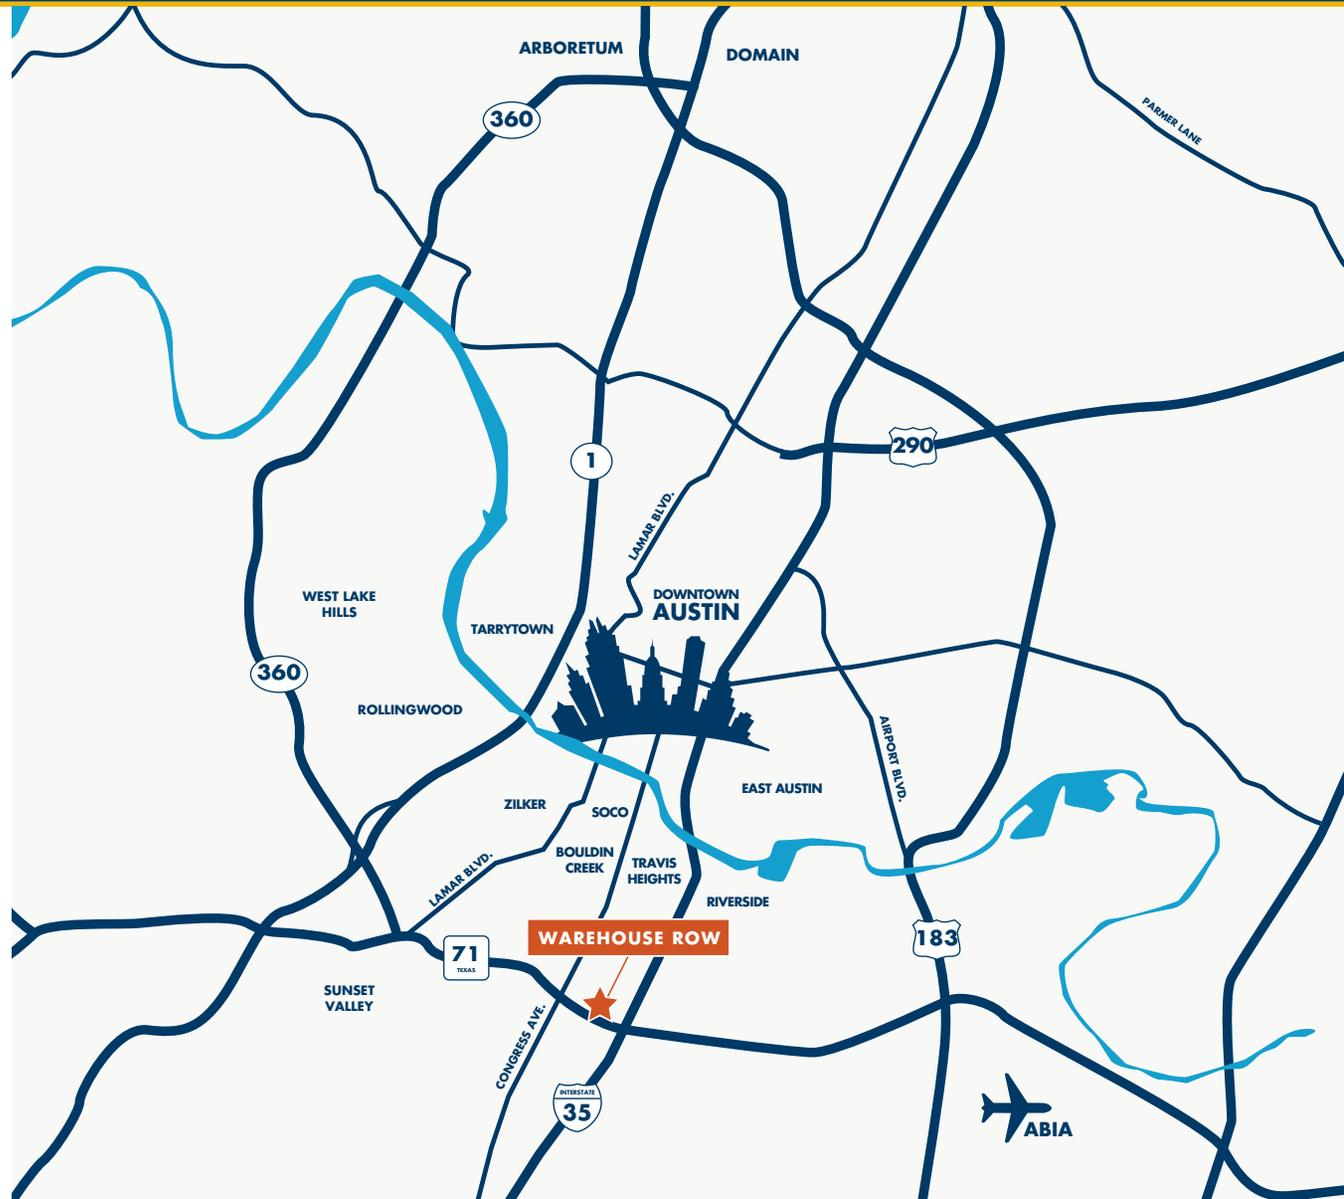 ARBORETUM
DOMAIN
360
PARMER LANE
290
1
LAMAR BLVD.
DOWNTOWN
AUSTIN
WEST LAKE
HILLS
TARRYTOWN
360
ROLLINGWOOD
AIRPORT BLVD.
EAST AUSTIN
ZILKER
SOCO
BOULDIN
CREEK
TRAVIS
HEIGHTS
LAMAR BLVD.
RIVERSIDE
WAREHOUSE ROW
183
71
TEXAS
SUNSET
VALLEY
CONGRESS AVE.
INTERSTATE
35
ABIA